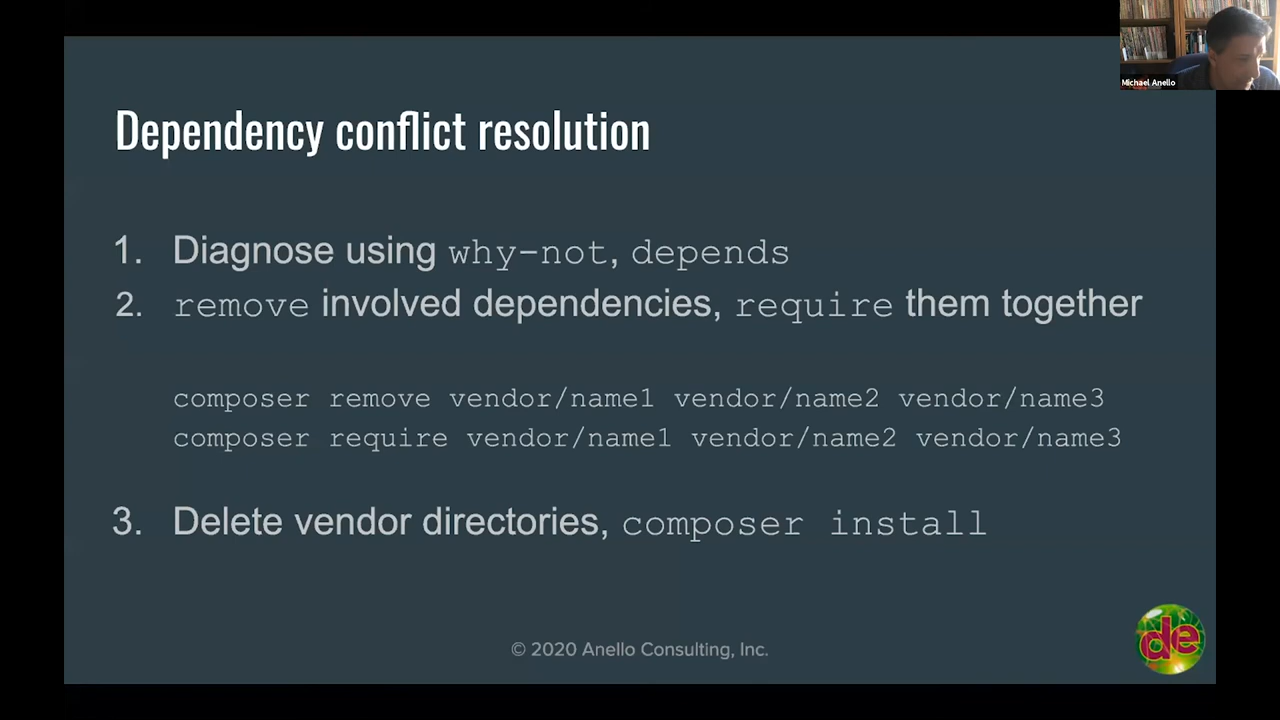 Michael Anello
Dependency conflict resolution
1. Diagnose using why-not, depends
2. remove involved dependencies, require them together
composer remove vendor/name1 vendor/name2 vendor/name3
composer require vendor/name1 vendor/name2 vendor/name3
3. Delete vendor directories, composer install
© 2020 Anello Consulting, Inc.
de